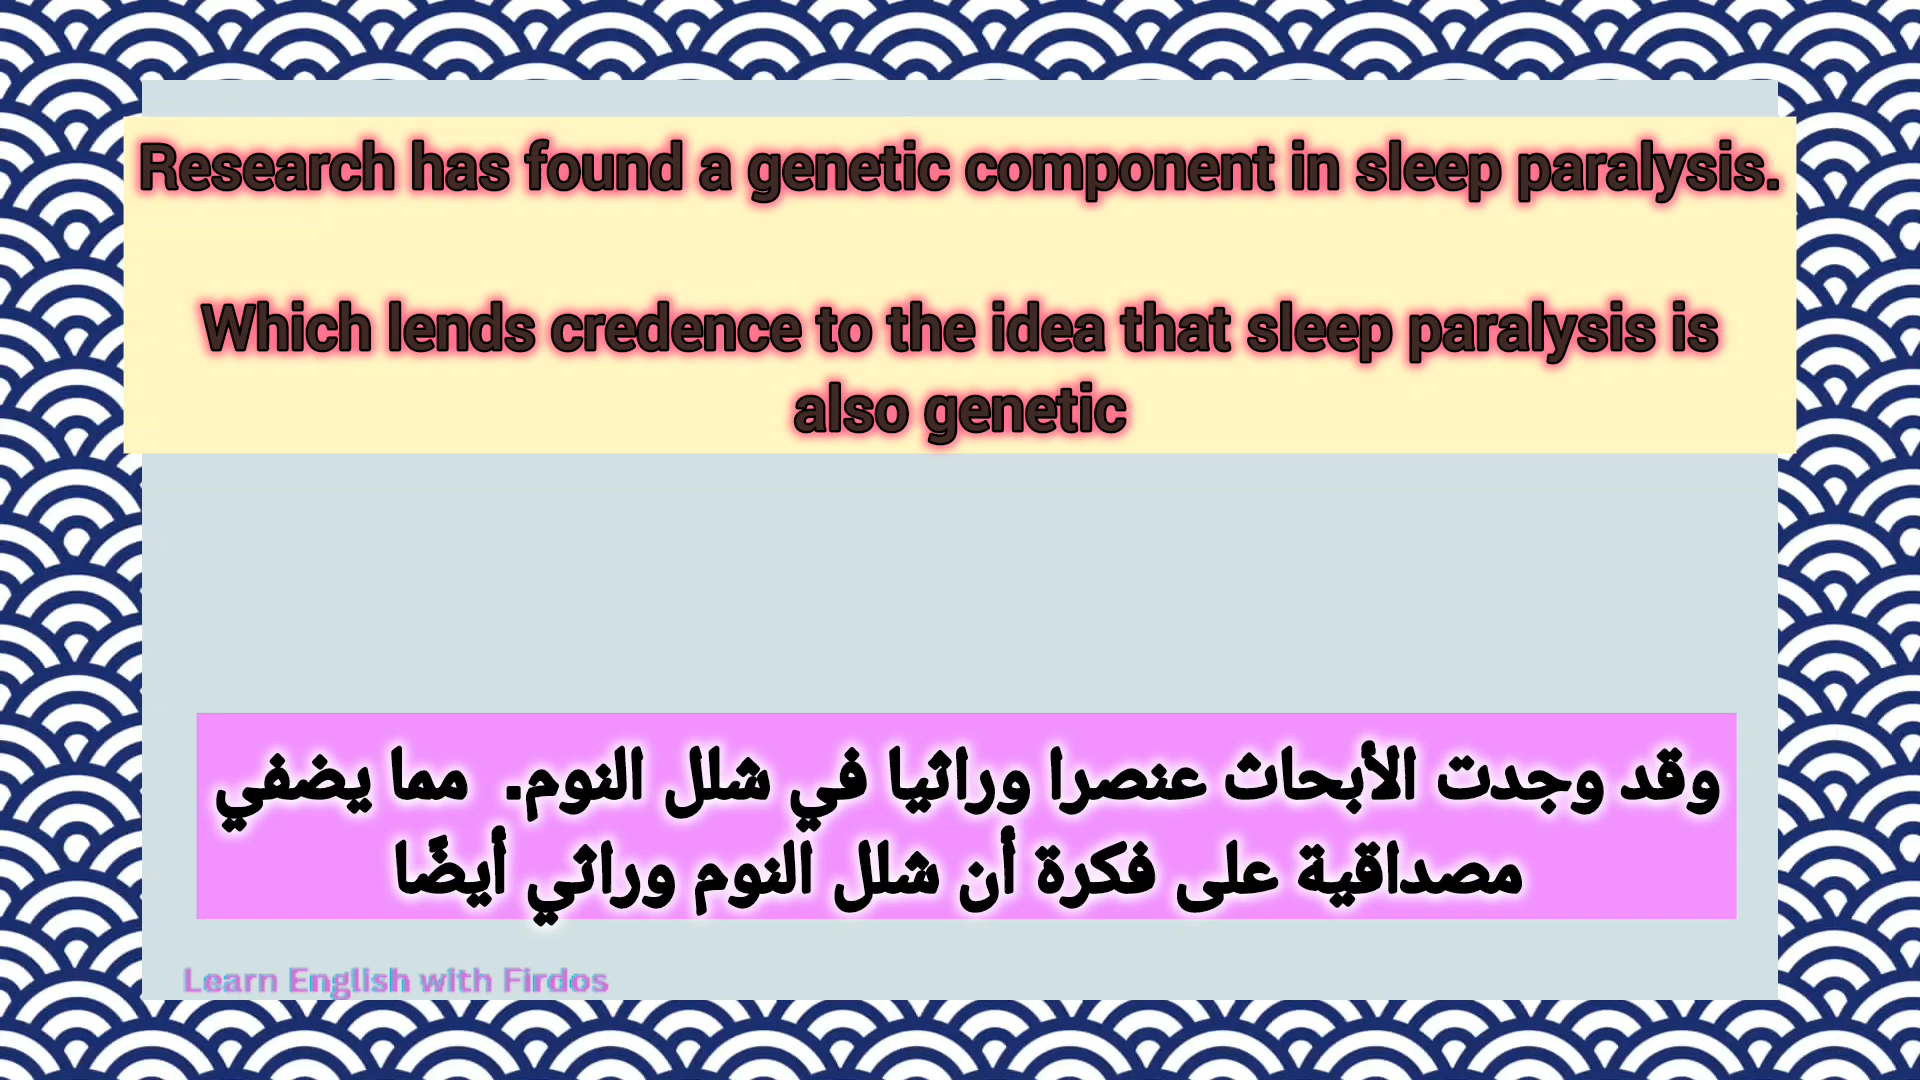 Research has found a genetic component in sleep paralysis.
Which lends credence to the idea that sleep paralysis is
also genetic
وقد وجدت الأبحاث عنصرا وراثيا في شلل النوم. مما يضفي
مصداقية على فكرة أن شلل النوم وراثي أيضًا
Learn English with Firdos